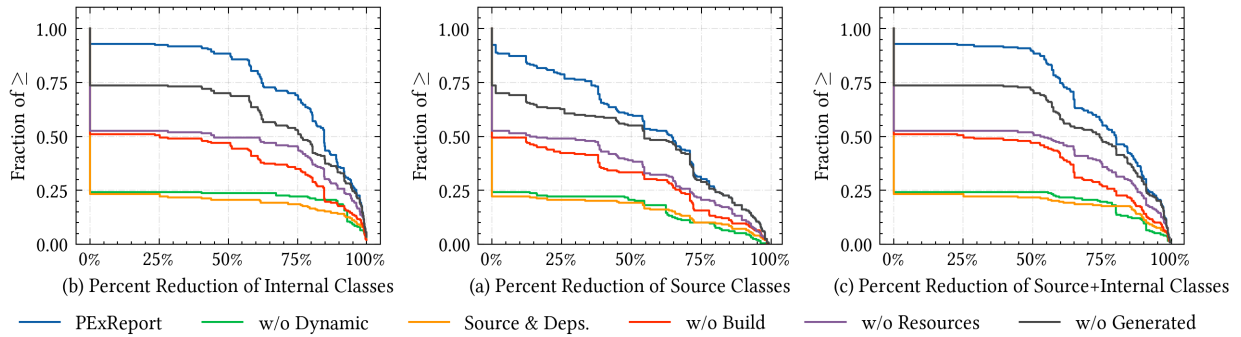 1.00
0.75
0.50
0.25
0.00
Fraction of ≥
0% 25% 50% 75% 100%
(b) Percent Reduction of Internal Classes
1.00
0.75
0.50
0.25
0.00
Fraction of ≥
0% 25% 50% 75% 100%
(a) Percent Reduction of Source Classes
1.00
0.75
0.50
0.25
0.00
Fraction of ≥
0% 25% 50% 75% 100%
(c) Percent Reduction of Source+Internal Classes
PExReport w/o Dynamic Source & Deps. w/o Build w/o Resources w/o Generated